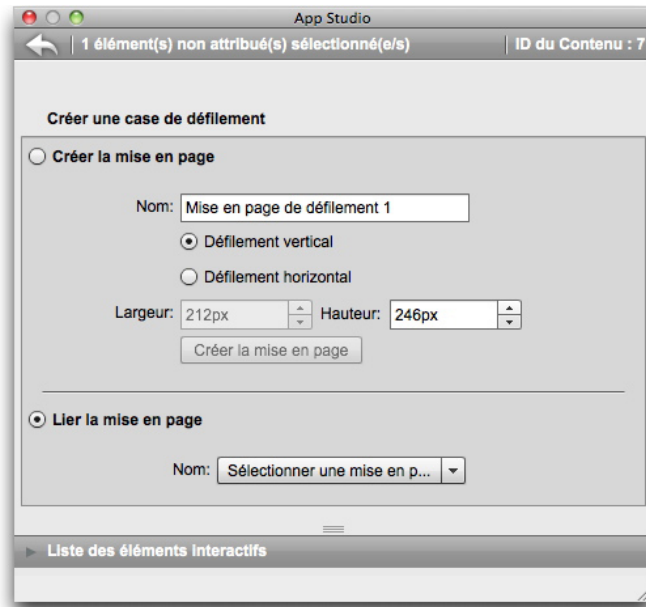 App Studio
1 élément(s) non attribué(s) sélectionné(e/s) ID du Contenu : 7
Créer une case de défilement
Créer la mise en page
Nom: Mise en page de défilement 1
Défilement vertical
Défilement horizontal
Largeur: 212px Hauteur: 246px
Créer la mise en page
Lier la mise en page
Nom: Sélectionner une mise en p...
Liste des éléments interactifs